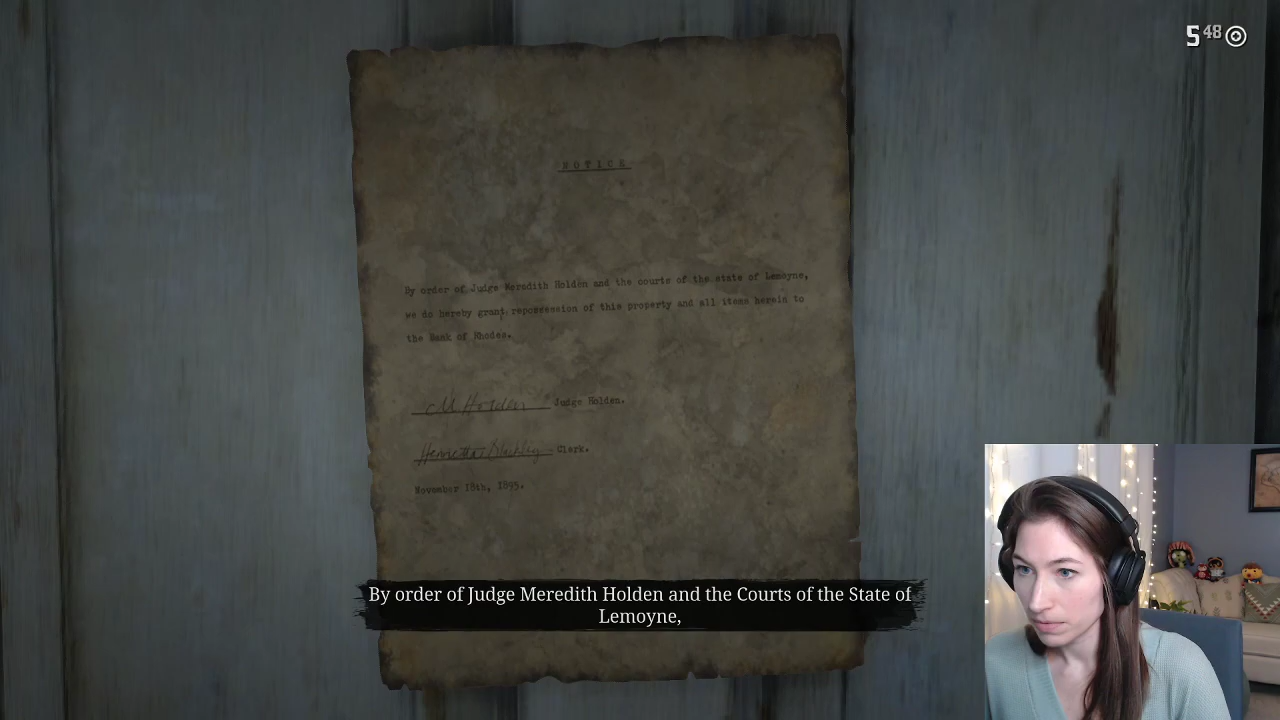 5 48
NOTICE
By order of Judge Meredith Holden and the courts of the state of Lemoyne,
we do hereby grant repossession of this property and all items herein to
the Bank of Rhodes.
M Holden Judge Holden.
Henrietta Clerk.
November 18th, 1895.
By order of Judge Meredith Holden and the Courts of the State of
Lemoyne,